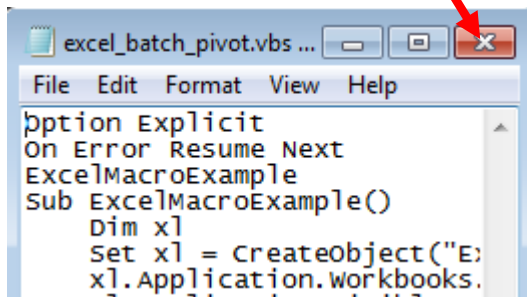 excel_batch_pivot.vbs ...
File Edit Format View Help
Option Explicit
On Error Resume Next
ExcelMacroExample
Sub ExcelMacroExample()
Dim xl
Set xl = CreateObject("Ex
xl.Application.Workbooks.